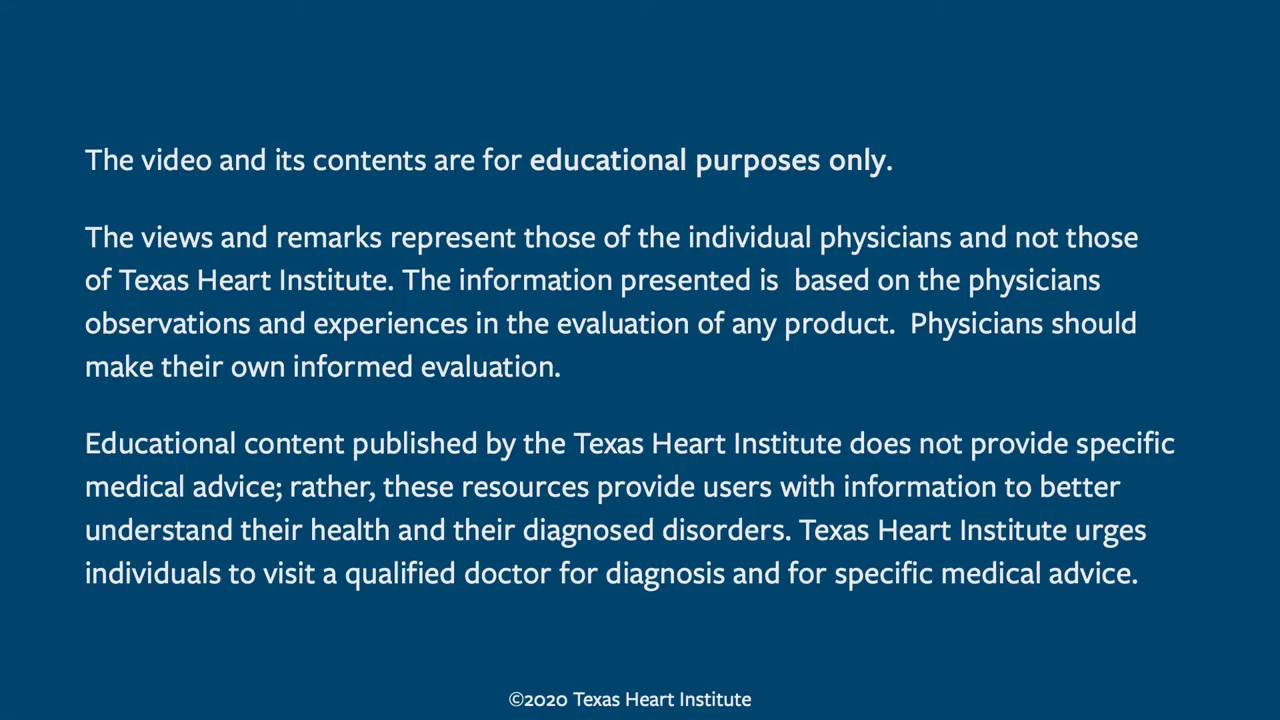 The video and its contents are for educational purposes only.
The views and remarks represent those of the individual physicians and not those
of Texas Heart Institute. The information presented is  based on the physicians
observations and experiences in the evaluation of any product.  Physicians should
make their own informed evaluation.
Educational content published by the Texas Heart Institute does not provide specific
medical advice; rather, these resources provide users with information to better
understand their health and their diagnosed disorders. Texas Heart Institute urges
individuals to visit a qualified doctor for diagnosis and for specific medical advice.
©2020 Texas Heart Institute